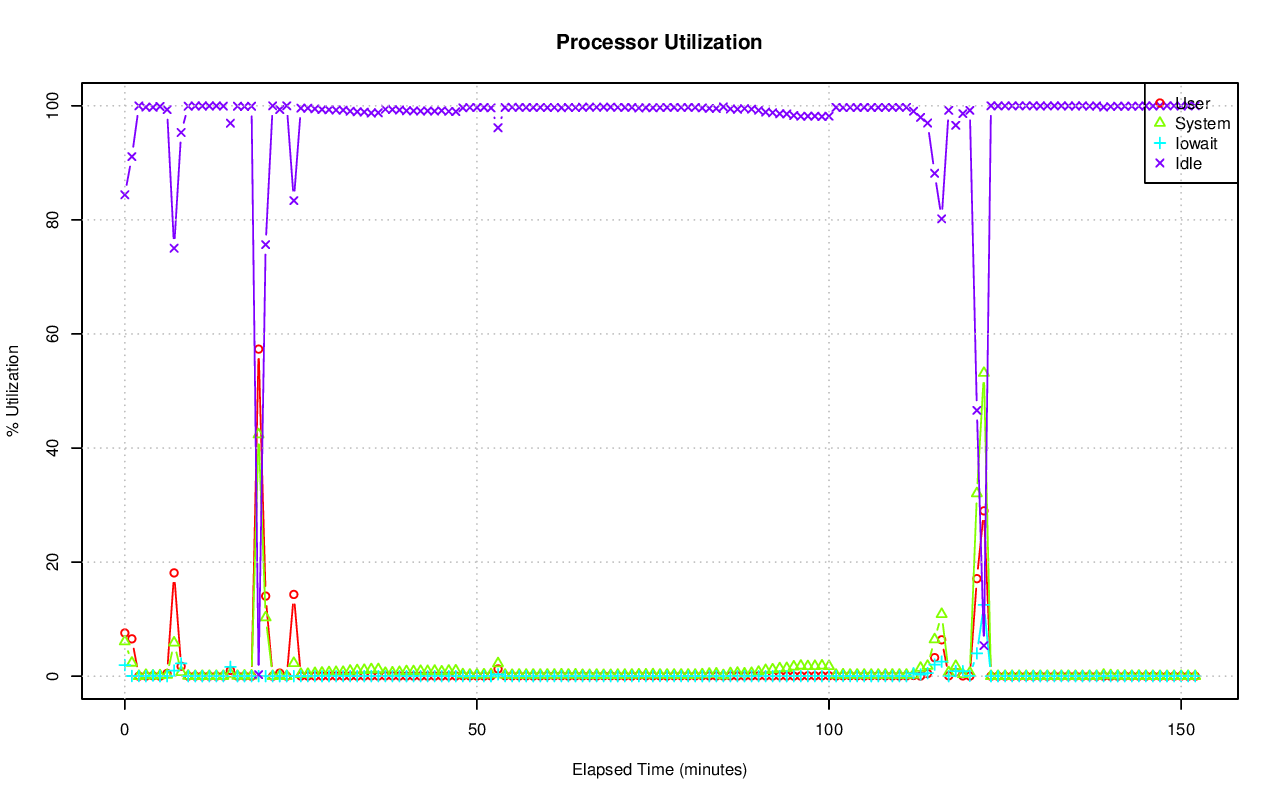 Processor Utilization
100
80
60
40
20
0
% Utilization
User
System
Iowait
Idle
0 50 100 150
Elapsed Time (minutes)